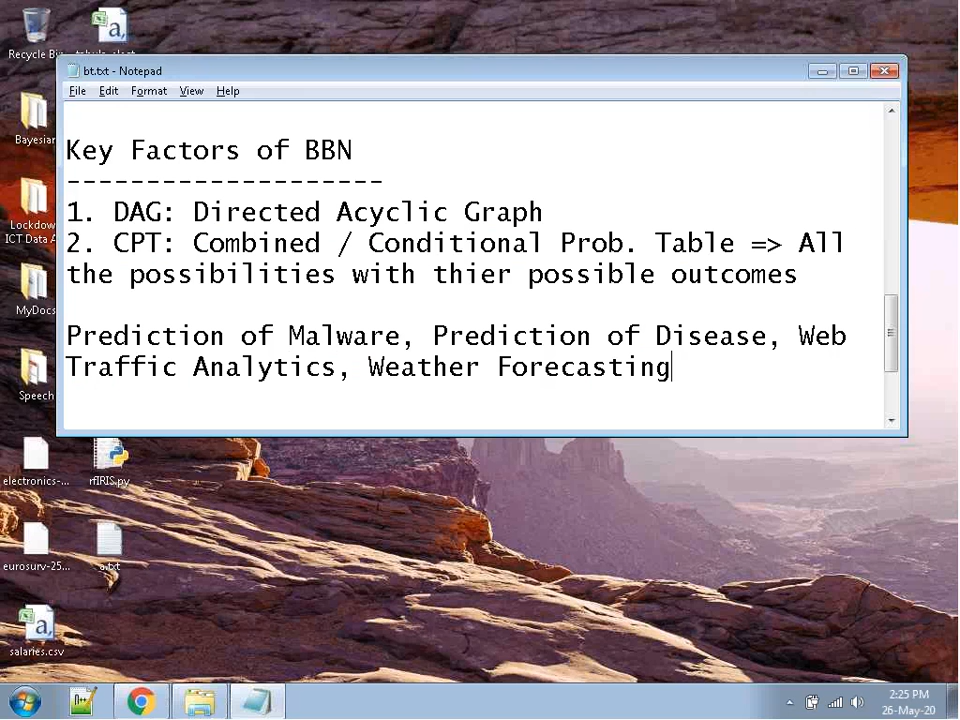 Recycle Bin
bt.txt - Notepad
File Edit Format View Help
Key Factors of BBN
--------------------
1. DAG: Directed Acyclic Graph
2. CPT: Combined / Conditional Prob. Table => All
the possibilities with thier possible outcomes
Prediction of Malware, Prediction of Disease, Web
Traffic Analytics, Weather Forecasting
Bayesian
Lockdow
ICT Data A
MyDocs
Speech
electronics-...
rfIRIS.py
eurosurv-25...
a.txt
salaries.csv
2:25 PM
26-May-20